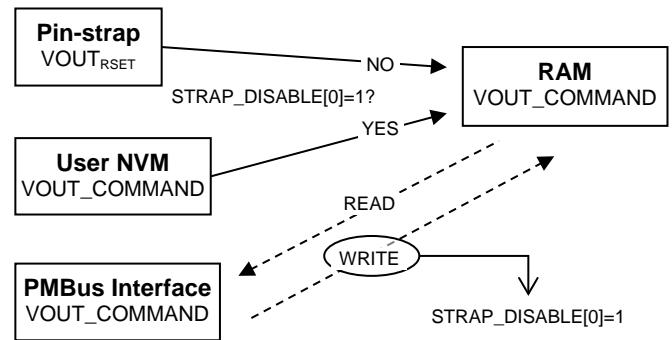 Pin-strap
VOUTRSET
NO
RAM
VOUT_COMMAND
STRAP_DISABLE[0]=1?
YES
User NVM
VOUT_COMMAND
READ
WRITE
PMBus Interface
VOUT_COMMAND
STRAP_DISABLE[0]=1